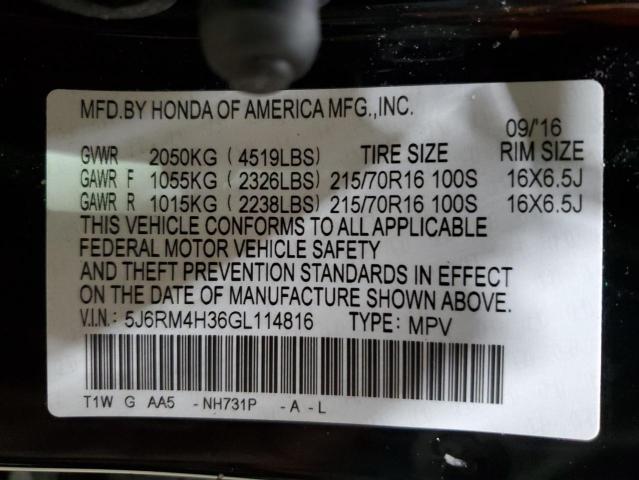 MFD.BY HONDA OF AMERICA MFG.,INC.
09/'16
GVWR 2050KG ( 4519LBS) TIRE SIZE RIM SIZE
GAWR F 1055KG ( 2326LBS) 215/70R16 100S 16X6.5J
GAWR R 1015KG ( 2238LBS) 215/70R16 100S 16X6.5J
THIS VEHICLE CONFORMS TO ALL APPLICABLE
FEDERAL MOTOR VEHICLE SAFETY
AND THEFT PREVENTION STANDARDS IN EFFECT
ON THE DATE OF MANUFACTURE SHOWN ABOVE.
V.I.N.: 5J6RM4H36GL114816 TYPE: MPV
T1W G AA5 - NH731P - A - L